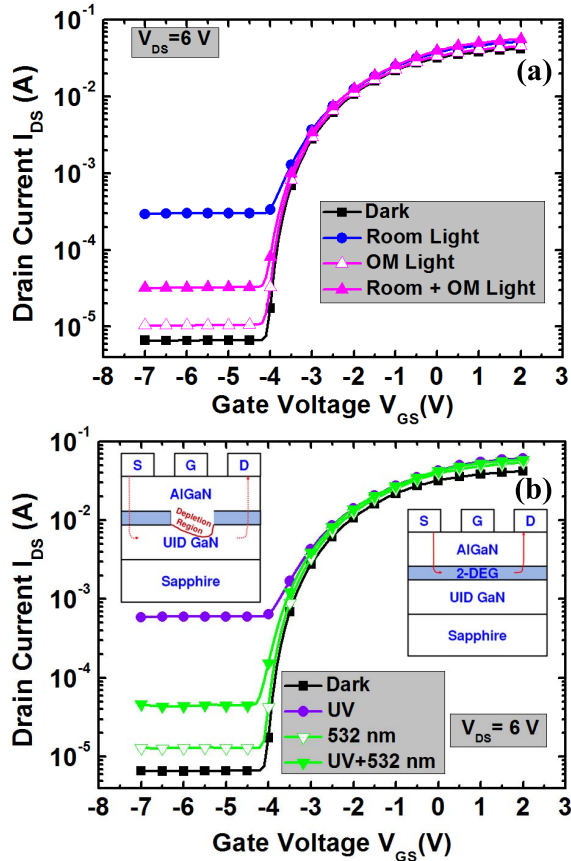 10⁻¹
10⁻²
10⁻³
10⁻⁴
10⁻⁵
Drain Current I_DS (A)
V_DS=6 V
(a)
Dark
Room Light
OM Light
Room + OM Light
-8 -7 -6 -5 -4 -3 -2 -1 0 1 2 3
Gate Voltage V_GS(V)
10⁻¹
10⁻²
10⁻³
10⁻⁴
10⁻⁵
Drain Current I_DS (A)
(b)
S G D
AlGaN
Depletion
Region
UID GaN
Sapphire
S G D
AlGaN
2-DEG
UID GaN
Sapphire
Dark
UV
532 nm
UV+532 nm
V_DS= 6 V
-8 -7 -6 -5 -4 -3 -2 -1 0 1 2 3
Gate Voltage V_GS(V)